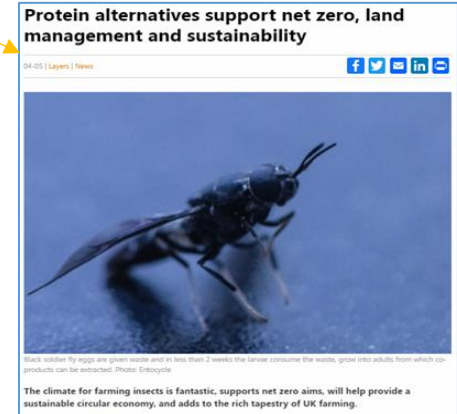 Protein alternatives support net zero, land
management and sustainability
04-05 | Layers | News
Black soldier fly eggs are given waste and in less than 2 weeks the larvae consume the waste, grow into adults from which co-
products can be extracted. Photo: Entocycle
The climate for farming insects is fantastic, supports net zero aims, will help provide a
sustainable circular economy, and adds to the rich tapestry of UK farming.